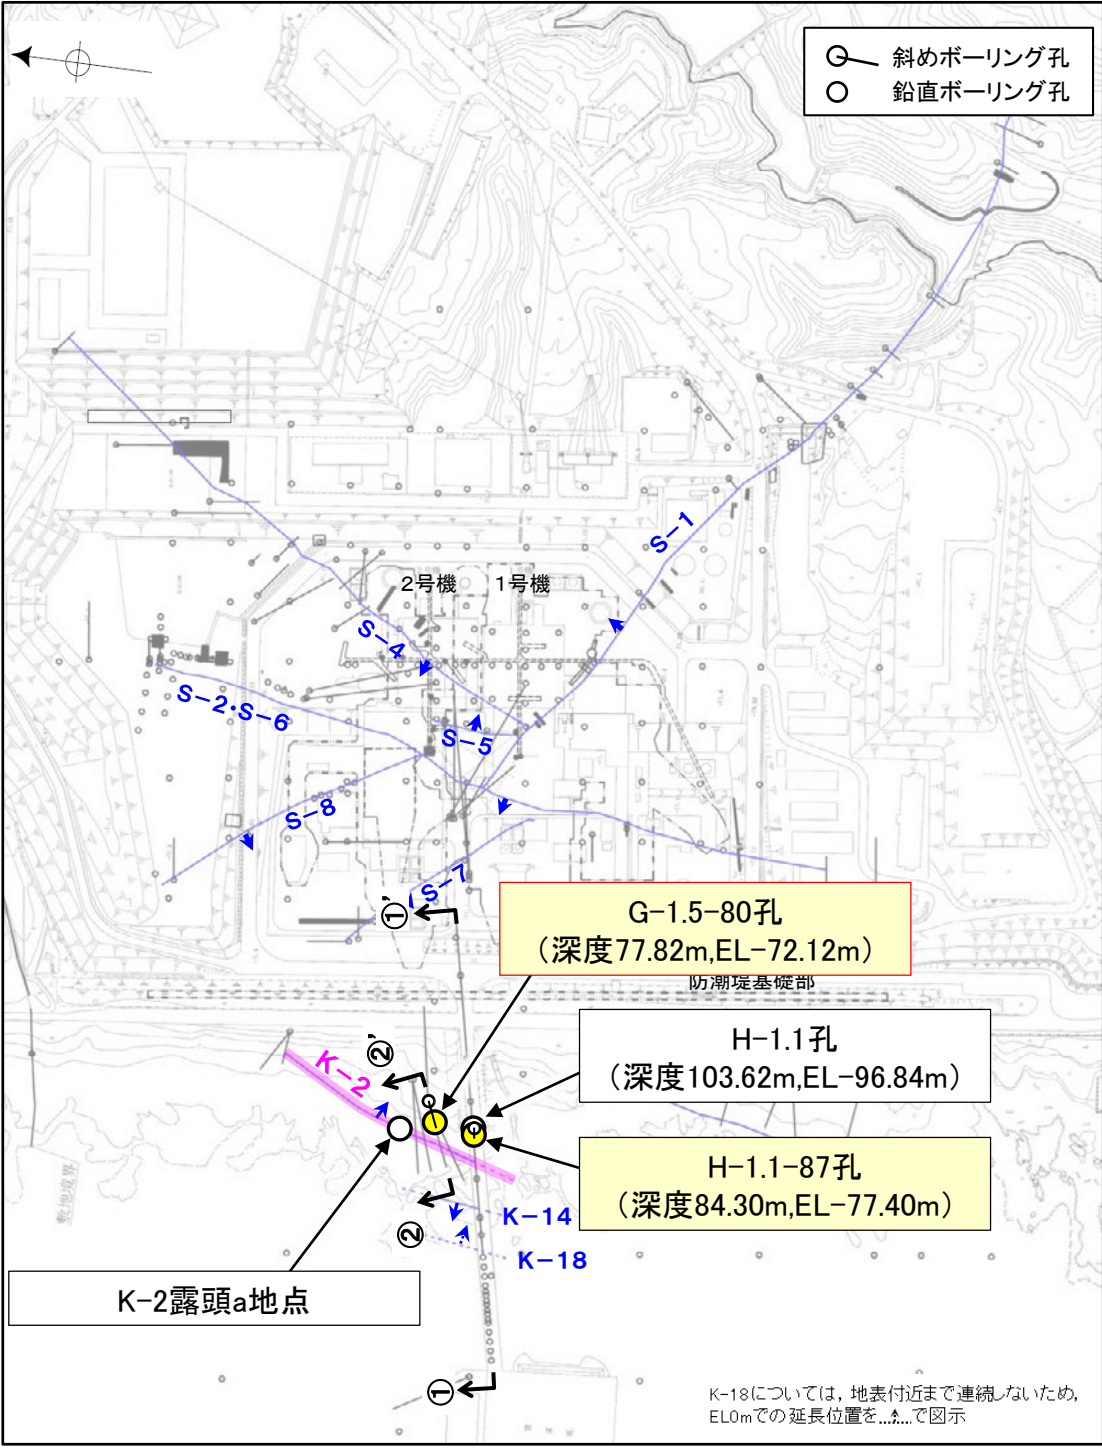 斜めボーリング孔
鉛直ボーリング孔
S-1
2号機
1号機
S-4
S-2・S-6
S-5
S-8
S-7
①'
G-1.5-80孔
(深度77.82m,EL-72.12m)
防潮堤基礎部
②'
K-2
H-1.1孔
(深度103.62m,EL-96.84m)
H-1.1-87孔
(深度84.30m,EL-77.40m)
敷地境界
K-14
②
K-18
K-2露頭a地点
①
K-18については，地表付近まで連続しないため，
EL0mでの延長位置を で図示